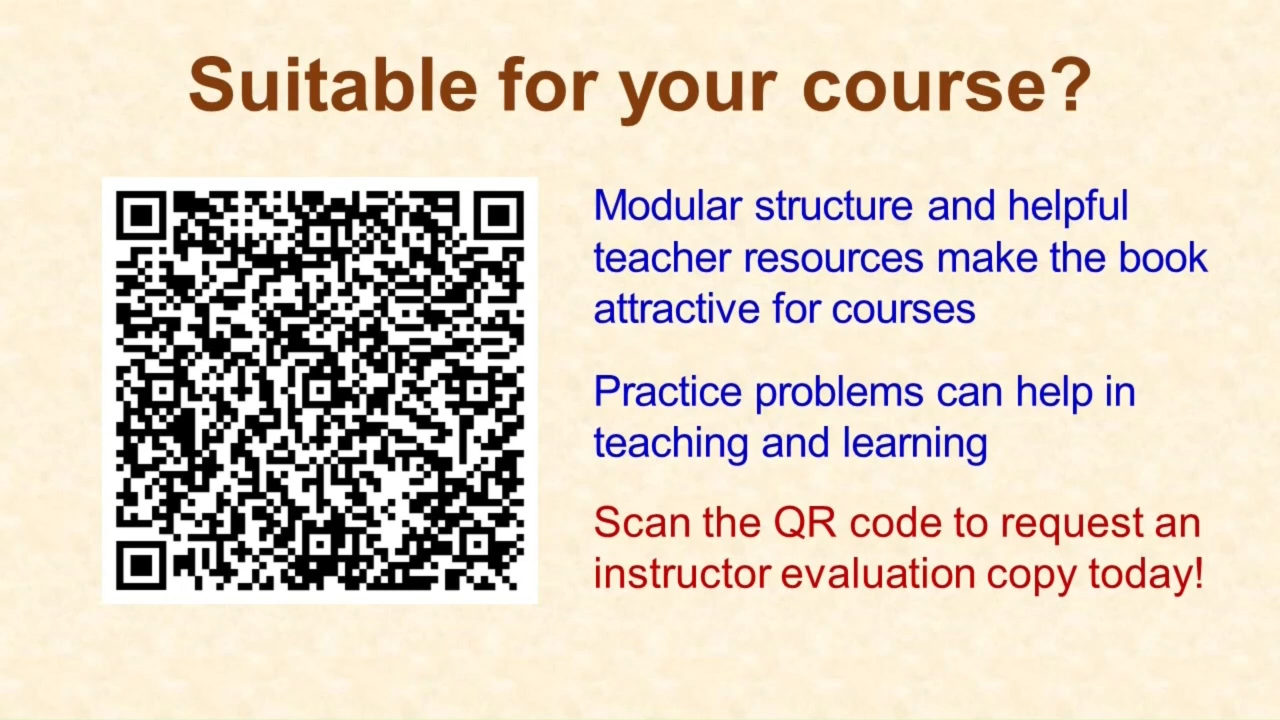 Suitable for your course?
Modular structure and helpful
teacher resources make the book
attractive for courses
Practice problems can help in
teaching and learning
Scan the QR code to request an
instructor evaluation copy today!